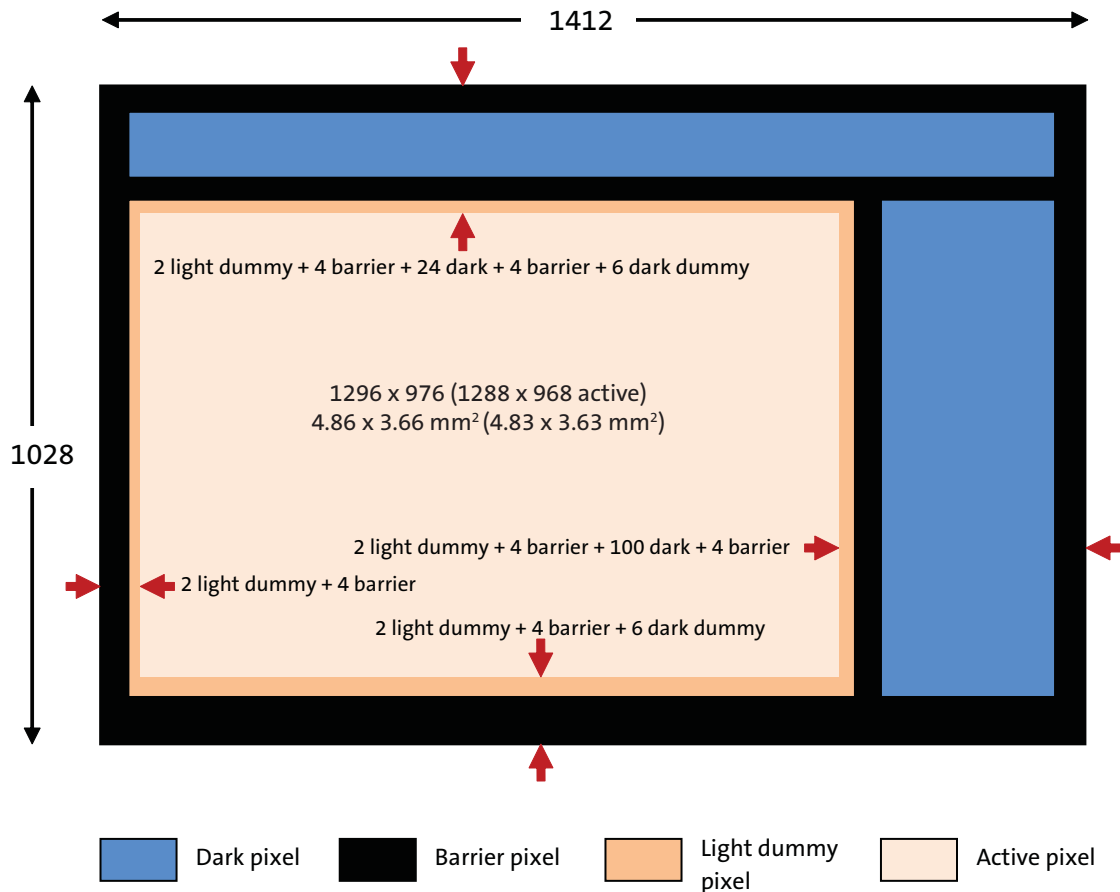 1412
2 light dummy + 4 barrier + 24 dark + 4 barrier + 6 dark dummy
1296 x 976 (1288 x 968 active)
4.86 x 3.66 mm² (4.83 x 3.63 mm²)
1028
2 light dummy + 4 barrier + 100 dark + 4 barrier
2 light dummy + 4 barrier
2 light dummy + 4 barrier + 6 dark dummy
Dark pixel
Barrier pixel
Light dummy
pixel
Active pixel